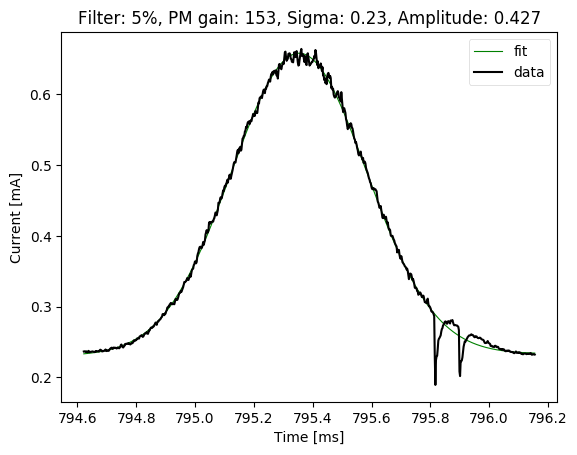 Filter: 5%, PM gain: 153, Sigma: 0.23, Amplitude: 0.427
fit
data
0.6
0.5
0.4
0.3
0.2
Current [mA]
794.6 794.8 795.0 795.2 795.4 795.6 795.8 796.0 796.2
Time [ms]